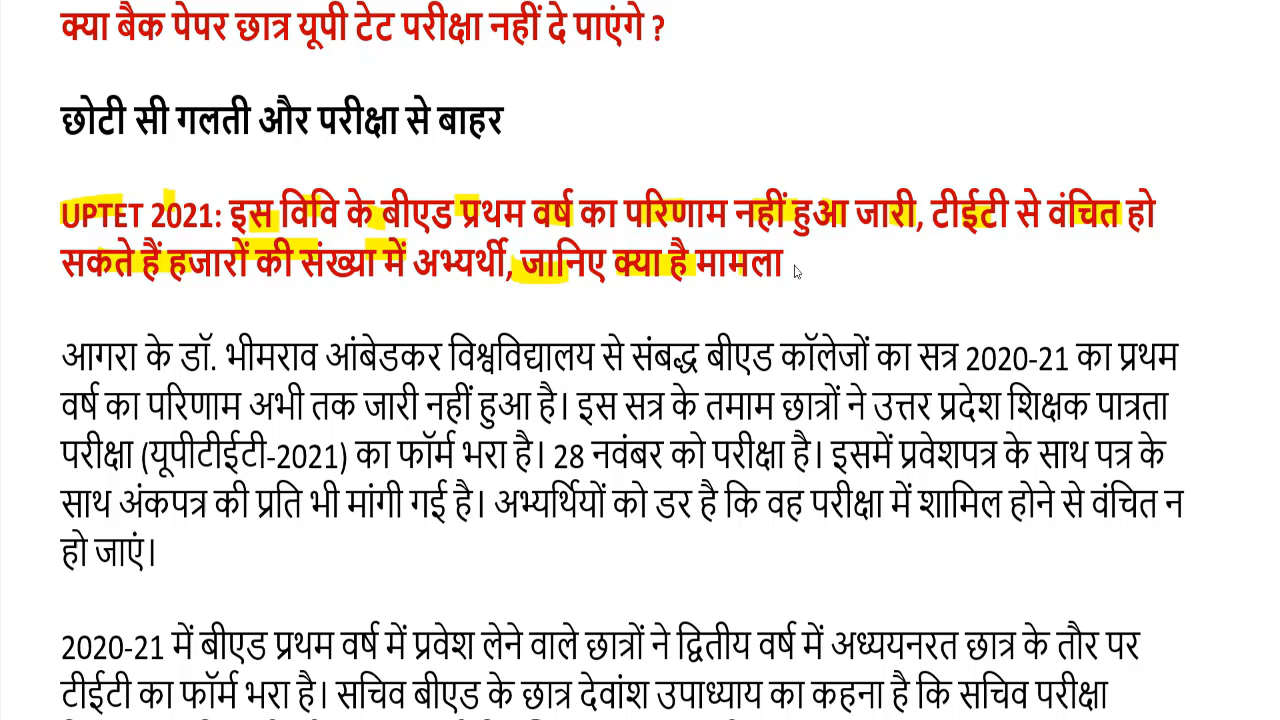 क्या बैक पेपर छात्र यूपी टेट परीक्षा नहीं दे पाएंगे ?
छोटी सी गलती और परीक्षा से बाहर
UPTET 2021: इस विवि के बीएड प्रथम वर्ष का परिणाम नहीं हुआ जारी, टीईटी से वंचित हो
सकते हैं हजारों की संख्या में अभ्यर्थी, जानिए क्या है मामला
आगरा के डॉ. भीमराव आंबेडकर विश्वविद्यालय से संबद्ध बीएड कॉलेजों का सत्र 2020-21 का प्रथम
वर्ष का परिणाम अभी तक जारी नहीं हुआ है। इस सत्र के तमाम छात्रों ने उत्तर प्रदेश शिक्षक पात्रता
परीक्षा (यूपीटीईटी-2021) का फॉर्म भरा है। 28 नवंबर को परीक्षा है। इसमें प्रवेशपत्र के साथ पत्र के
साथ अंकपत्र की प्रति भी मांगी गई है। अभ्यर्थियों को डर है कि वह परीक्षा में शामिल होने से वंचित न
हो जाएं।
2020-21 में बीएड प्रथम वर्ष में प्रवेश लेने वाले छात्रों ने द्वितीय वर्ष में अध्ययनरत छात्र के तौर पर
टीईटी का फॉर्म भरा है। सचिव बीएड के छात्र देवांश उपाध्याय का कहना है कि सचिव परीक्षा